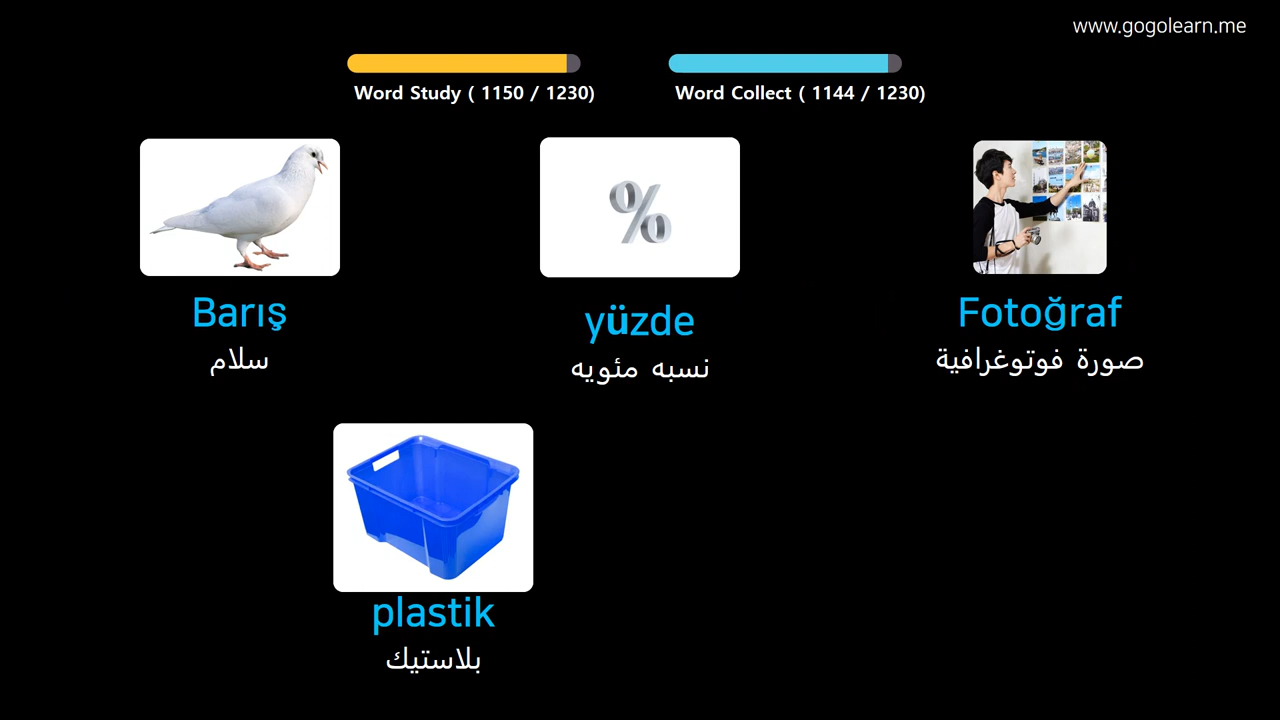 www.gogolearn.me
Word Study ( 1150 / 1230)
Word Collect ( 1144 / 1230)
%
Barış
سلام
yüzde
نسبه مئويه
Fotoğraf
صورة فوتوغرافية
plastik
بلاستيك